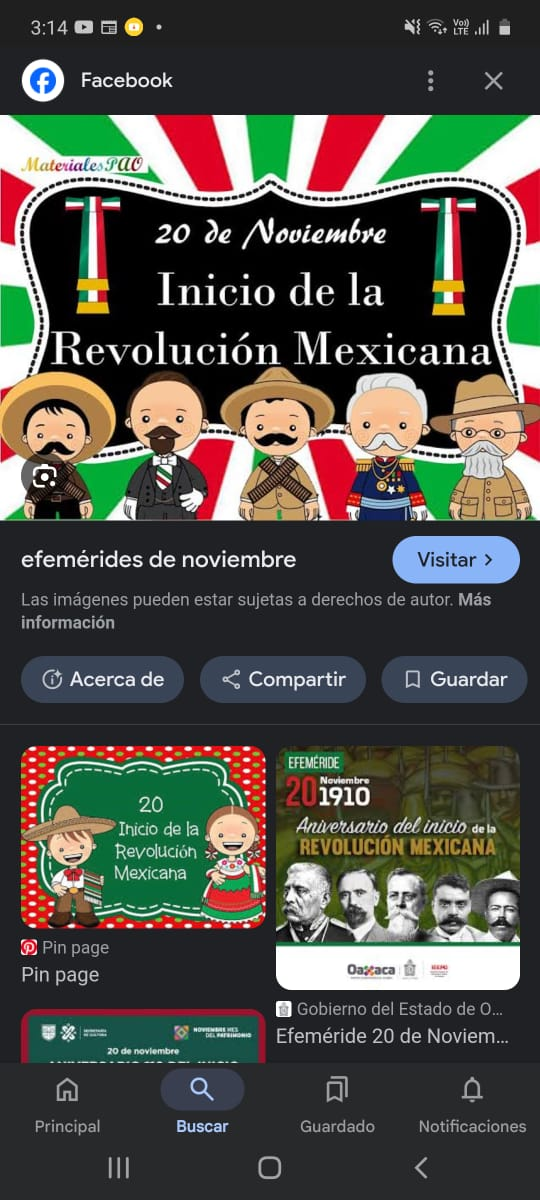 3:14
Vo))
LTE
Facebook
MaterialesPAO
20 de Noviembre
Inicio de la
Revolución Mexicana
efemérides de noviembre
Visitar
Las imágenes pueden estar sujetas a derechos de autor. Más
información
Acerca de
Compartir
Guardar
20
Inicio de la
Revolución
Mexicana
Pin page
Pin page
EFEMÉRIDE
20 Noviembre
1910
Aniversario del inicio de la
REVOLUCIÓN MEXICANA
Oaxaca
Gobierno del Estado de O...
Efeméride 20 de Noviem...
NOVIEMBRE MES
DEL PATRIMONIO
20 de noviembre
Principal
Buscar
Guardado
Notificaciones